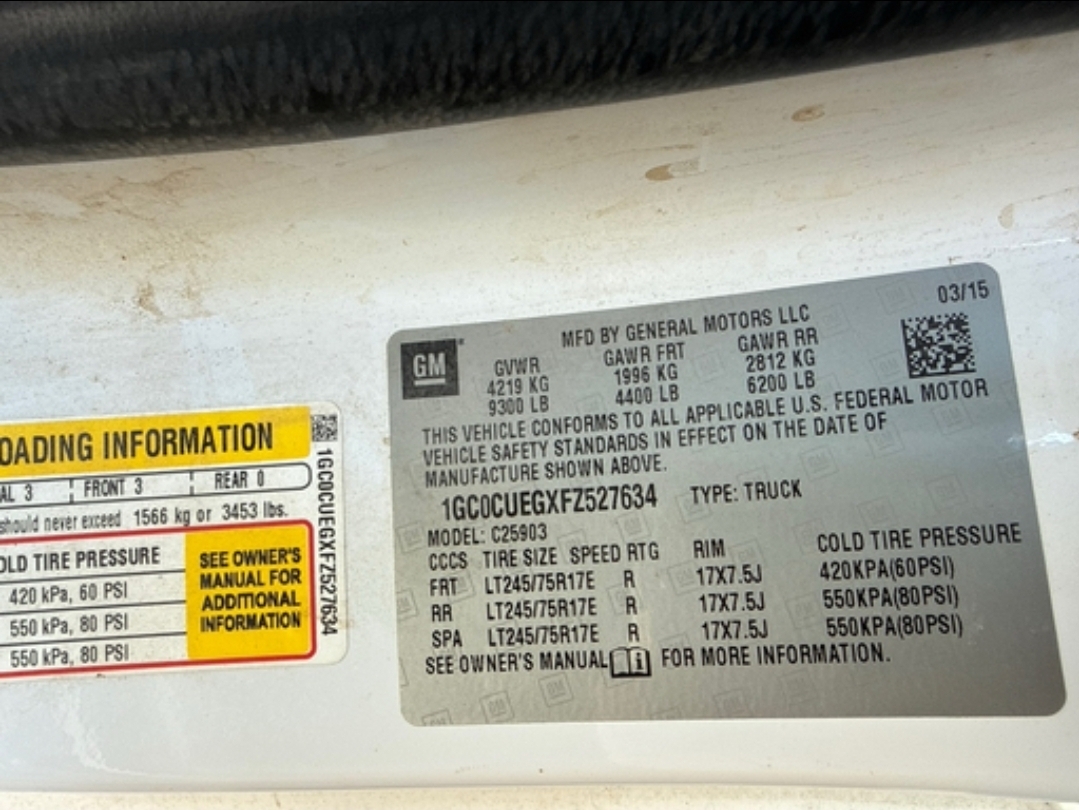 OADING INFORMATION
AL 3 FRONT 3 REAR 0
should never exceed 1566 kg or 3453 lbs.
OLD TIRE PRESSURE
420 kPa, 60 PSI
550 kPa, 80 PSI
550 kPa, 80 PSI
SEE OWNER'S
MANUAL FOR
ADDITIONAL
INFORMATION
1GC0CUEGXFZ527634
GM
03/15
MFD BY GENERAL MOTORS LLC
GVWR GAWR FRT GAWR RR
4219 KG 1996 KG 2812 KG
9300 LB 4400 LB 6200 LB
THIS VEHICLE CONFORMS TO ALL APPLICABLE U.S. FEDERAL MOTOR
VEHICLE SAFETY STANDARDS IN EFFECT ON THE DATE OF
MANUFACTURE SHOWN ABOVE.
1GC0CUEGXFZ527634 TYPE: TRUCK
MODEL: C25903
CCCS TIRE SIZE SPEED RTG RIM COLD TIRE PRESSURE
FRT LT245/75R17E R 17X7.5J 420KPA(60PSI)
RR LT245/75R17E R 17X7.5J 550KPA(80PSI)
SPA LT245/75R17E R 17X7.5J 550KPA(80PSI)
SEE OWNER'S MANUAL FOR MORE INFORMATION.